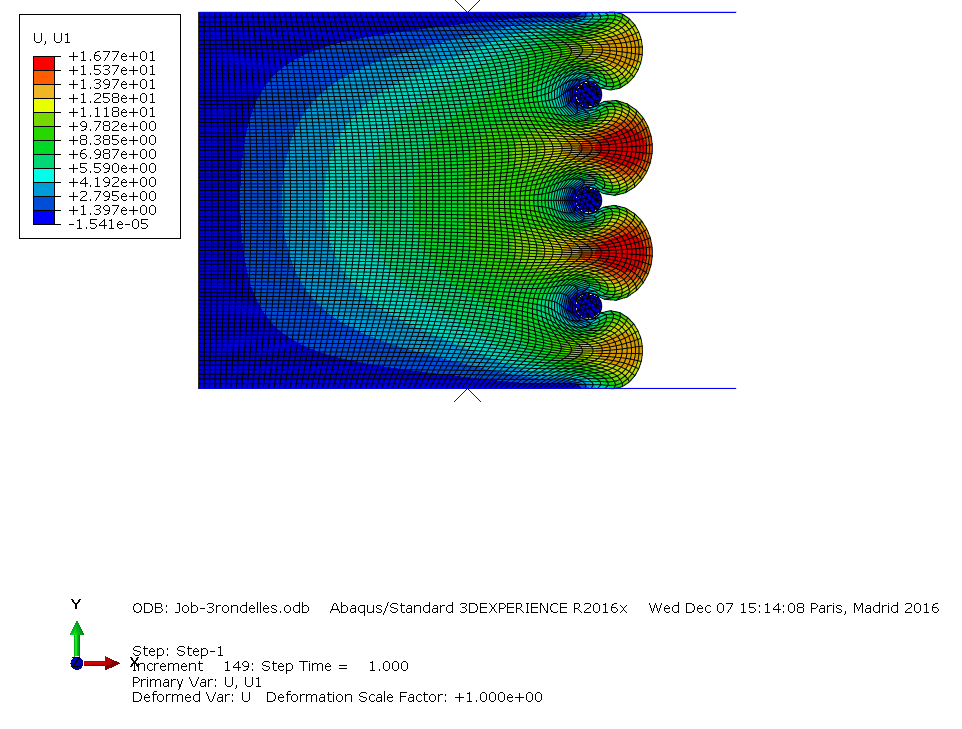 U, U1
+1.677e+01
+1.537e+01
+1.397e+01
+1.258e+01
+1.118e+01
+9.782e+00
+8.385e+00
+6.987e+00
+5.590e+00
+4.192e+00
+2.795e+00
+1.397e+00
-1.541e-05
Y
X
Z
ODB: Job-3rondelles.odb Abaqus/Standard 3DEXPERIENCE R2016x Wed Dec 07 15:14:08 Paris, Madrid 2016
Step: Step-1
Increment 149: Step Time = 1.000
Primary Var: U, U1
Deformed Var: U Deformation Scale Factor: +1.000e+00